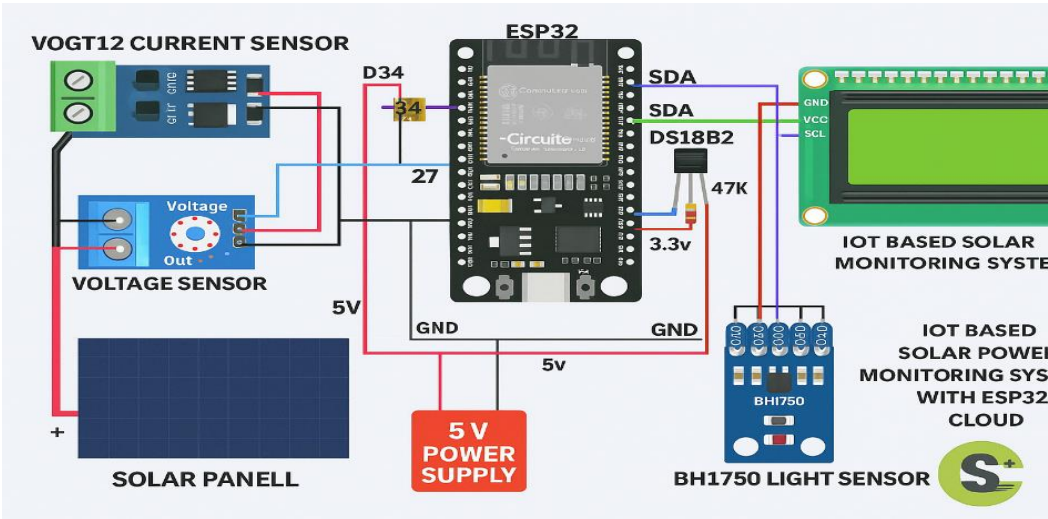 VOGT12 CURRENT SENSOR
ESP32
D34
34
SDA
SDA
GND
VCC
SCL
DS18B2
47K
Circuite
27
Voltage
Out
3.3v
VOLTAGE SENSOR
IOT BASED SOLAR
MONITORING SYSTE
5V
GND
GND
5v
IOT BASED
SOLAR POWE
MONITORING SYS
WITH ESP32
CLOUD
BHI750
+
5 V
POWER
SUPPLY
SOLAR PANELL
BH1750 LIGHT SENSOR
S+